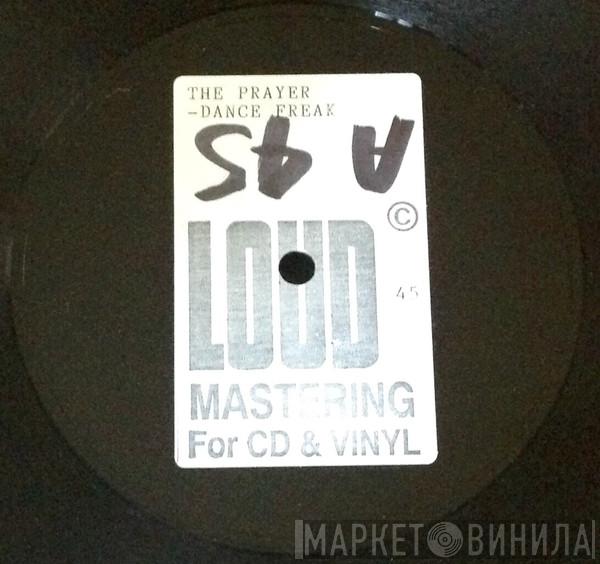 THE PRAYER
-DANCE FREAK
A 45
©
LOUD
45
MASTERING
For CD & VINYL
МАРКЕТ ВИНИЛА